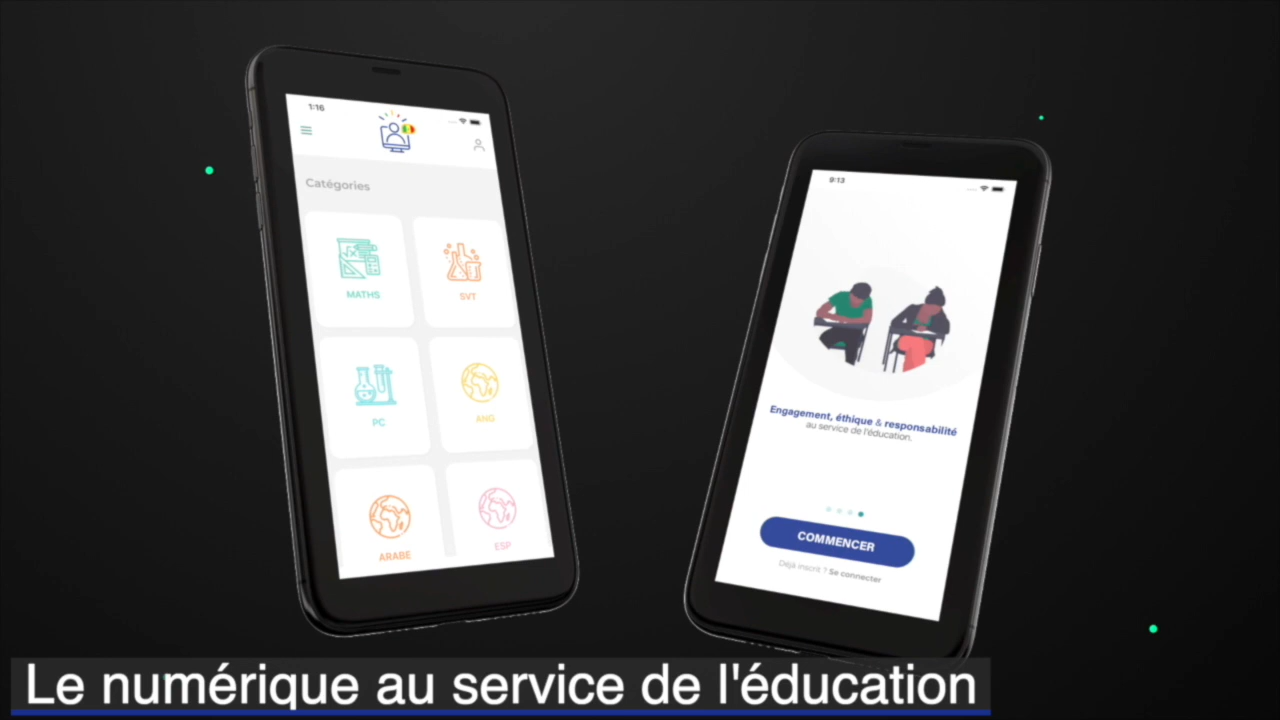 1:16
Catégories
MATHS
SVT
PC
ANG
ARABE
ESP
9:13
Engagement, éthique & responsabilité
au service de l'éducation.
COMMENCER
Déjà inscrit ? Se connecter
Le numérique au service de l'éducation